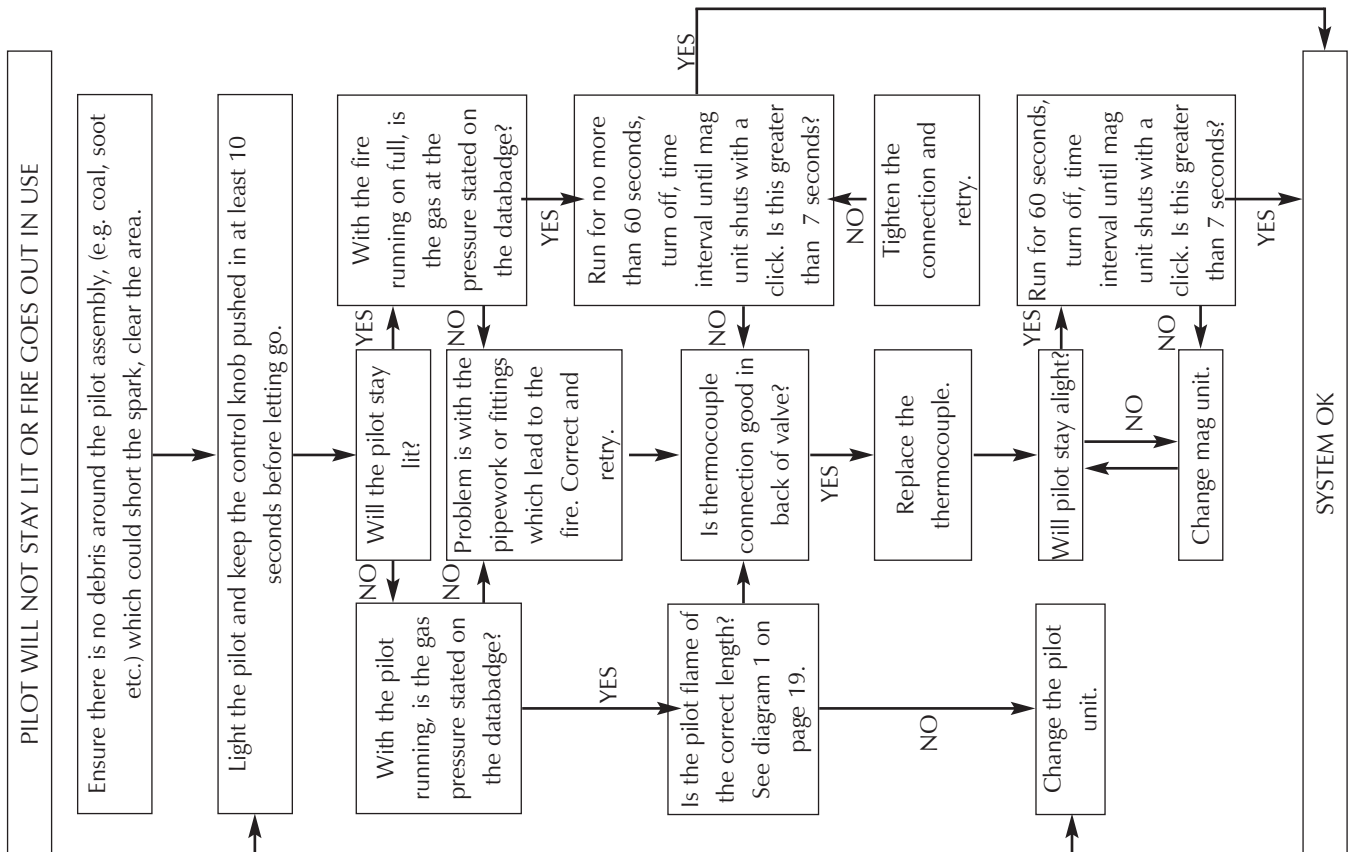 PILOT WILL NOT STAY LIT OR FIRE GOES OUT IN USE
Ensure there is no debris around the pilot assembly, (e.g. coal, soot
etc.) which could short the spark, clear the area.
Light the pilot and keep the control knob pushed in at least 10
seconds before letting go.
Will the pilot stay
lit?
NO
YES
With the pilot
running, is the gas
pressure stated on
the databadge?
NO
YES
Problem is with the
pipework or fittings
which lead to the
fire. Correct and
retry.
With the fire
running on full, is
the gas at the
pressure stated on
the databadge?
NO
YES
Is the pilot flame of
the correct length?
See diagram 1 on
page 19.
NO
Is thermocouple
connection good in
back of valve?
YES
Run for no more
than 60 seconds,
turn off, time
interval until mag
unit shuts with a
click. Is this greater
than 7 seconds?
NO
YES
NO
Tighten the
connection and
retry.
Replace the
thermocouple.
Change the pilot
unit.
Will pilot stay alight?
YES
NO
Change mag unit.
Run for 60 seconds,
turn off, time
interval until mag
unit shuts with a
click. Is this greater
than 7 seconds?
NO
YES
SYSTEM OK